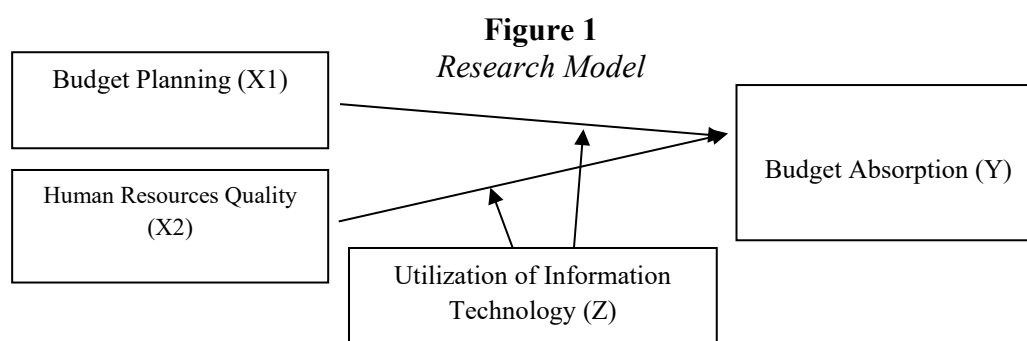 Figure 1
Research Model
Budget Planning (X1)
Human Resources Quality
(X2)
Utilization of Information
Technology (Z)
Budget Absorption (Y)